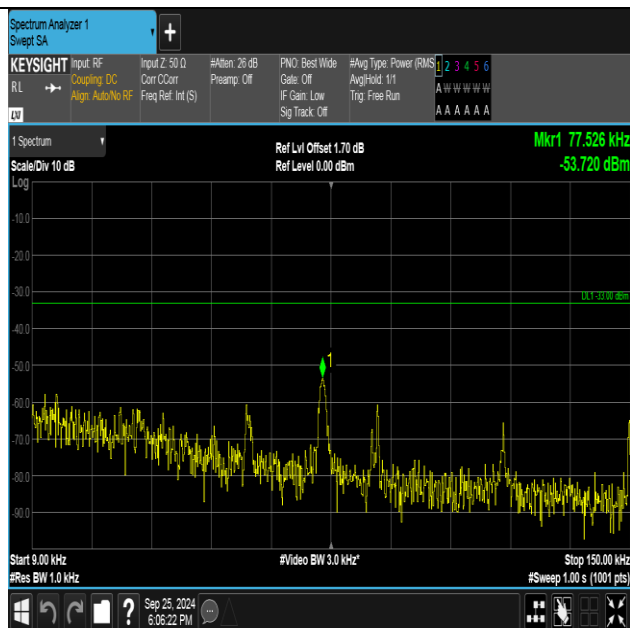 Spectrum Analyzer 1
Swept SA
KEYSIGHT
RL
LXI
Input: RF
Coupling: DC
Align: Auto/No RF
Input Z: 50 Ω
Corr CCorr
Freq Ref: Int (S)
#Atten: 26 dB
Preamp: Off
PNO: Best Wide
Gate: Off
IF Gain: Low
Sig Track: Off
#Avg Type: Power (RMS
Avg|Hold: 1/1
Trig: Free Run
1 2 3 4 5 6
A W W W W W
A A A A A A
1 Spectrum
Scale/Div 10 dB
Ref Lvl Offset 1.70 dB
Ref Level 0.00 dBm
Mkr1 77.526 kHz
-53.720 dBm
Log
-10.0
-20.0
-30.0
DL1 -33.00 dBm
-40.0
-50.0
1
-60.0
-70.0
-80.0
-90.0
Start 9.00 kHz
#Video BW 3.0 kHz*
Stop 150.00 kHz
#Res BW 1.0 kHz
#Sweep 1.00 s (1001 pts)
?
Sep 25, 2024
6:06:22 PM